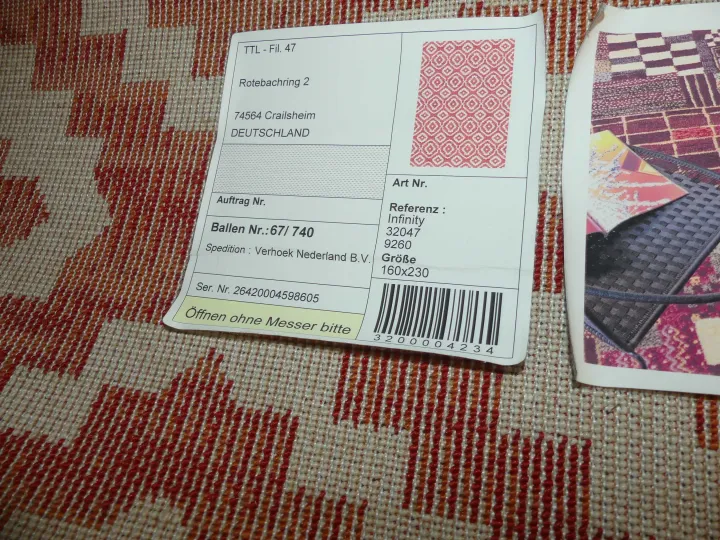 TTL - Fil. 47
Rotebachring 2
74564 Crailsheim
DEUTSCHLAND
Auftrag Nr.
Ballen Nr.:67/ 740
Spedition : Verhoek Nederland B.V.
Ser. Nr. 26420004598605
Öffnen ohne Messer bitte
Art Nr.
Referenz :
Infinity
32047
9260
Größe
160x230
3200004234